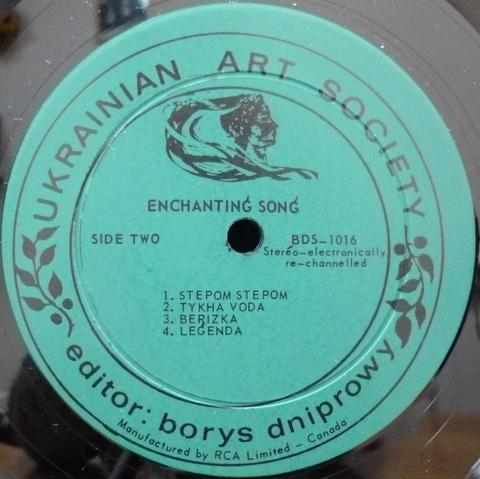 UKRAINIAN ART SOCIETY
ENCHANTING SONG
SIDE TWO
BDS-1016
Stereo-electronically
re-channelled
1. STEPOM STEPOM
2. TYKHA VODA
3. BERIZKA
4. LEGENDA
editor: borys dniprowy
Manufactured by RCA Limited - Canada